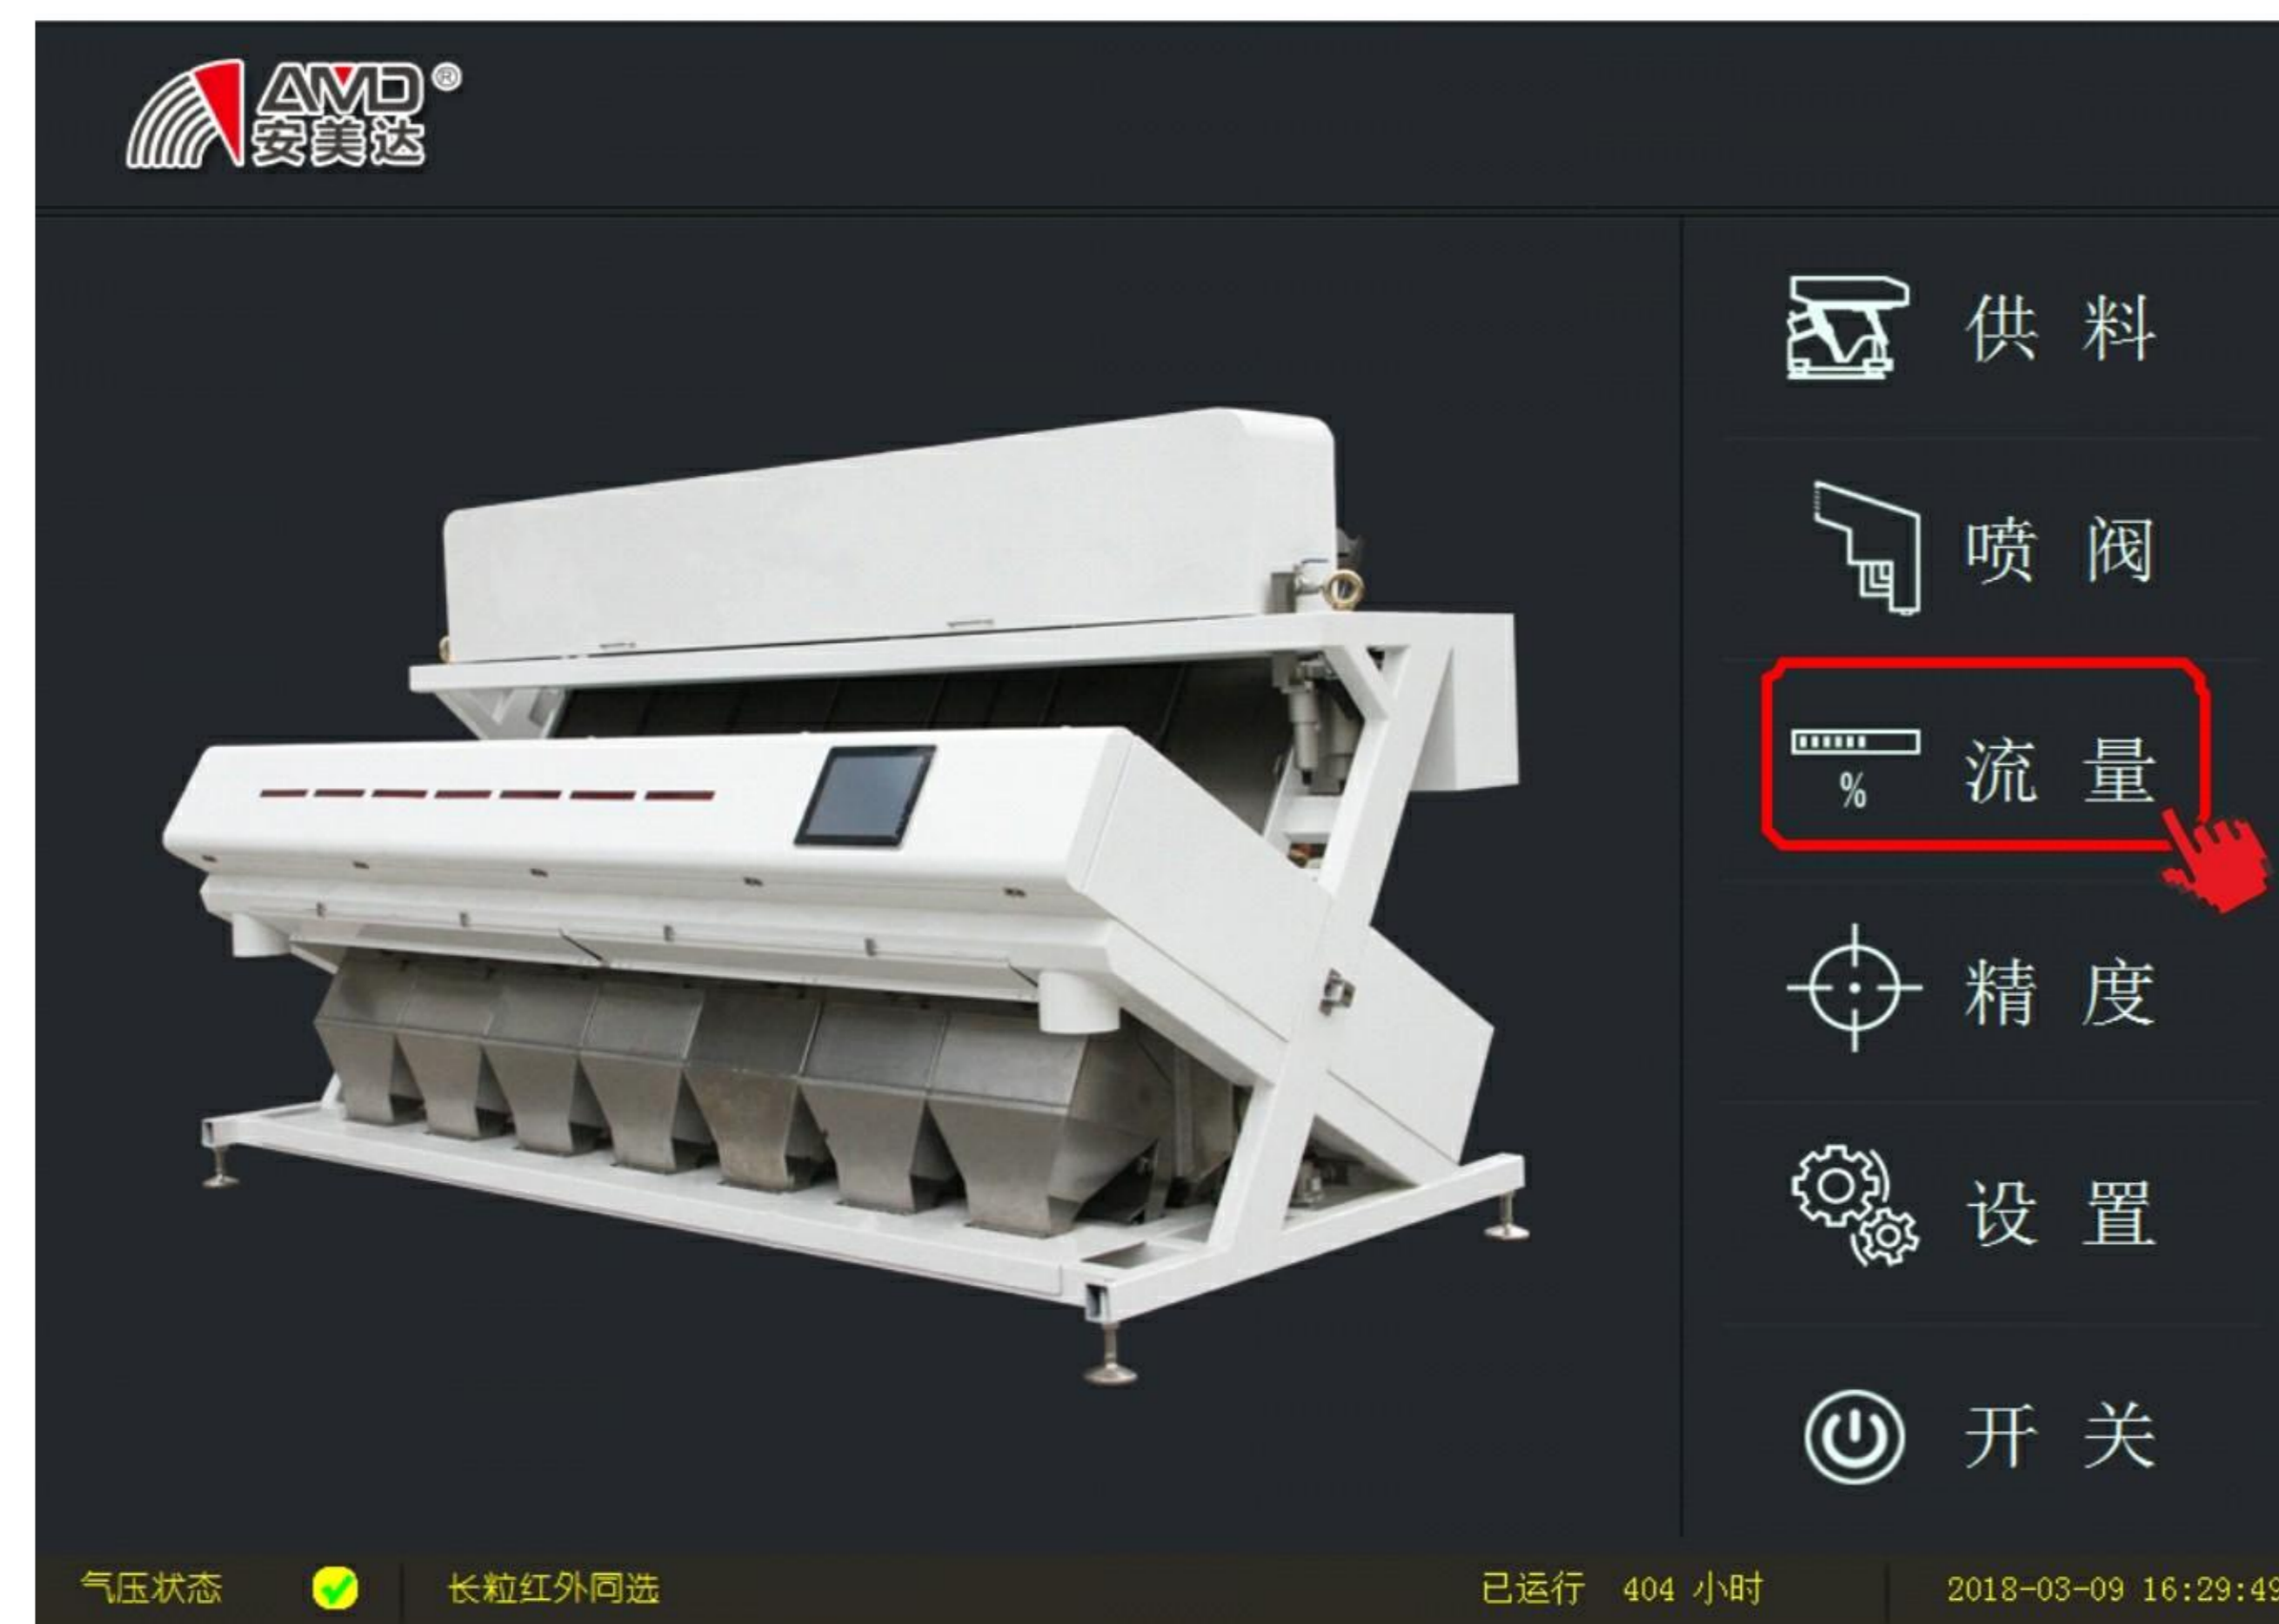 AMD®
安美达
供 料
喷 阀
% 流 量
精 度
设 置
开 关
气压状态 长粒红外同选 已运行 404 小时 2018-03-09 16:29:49